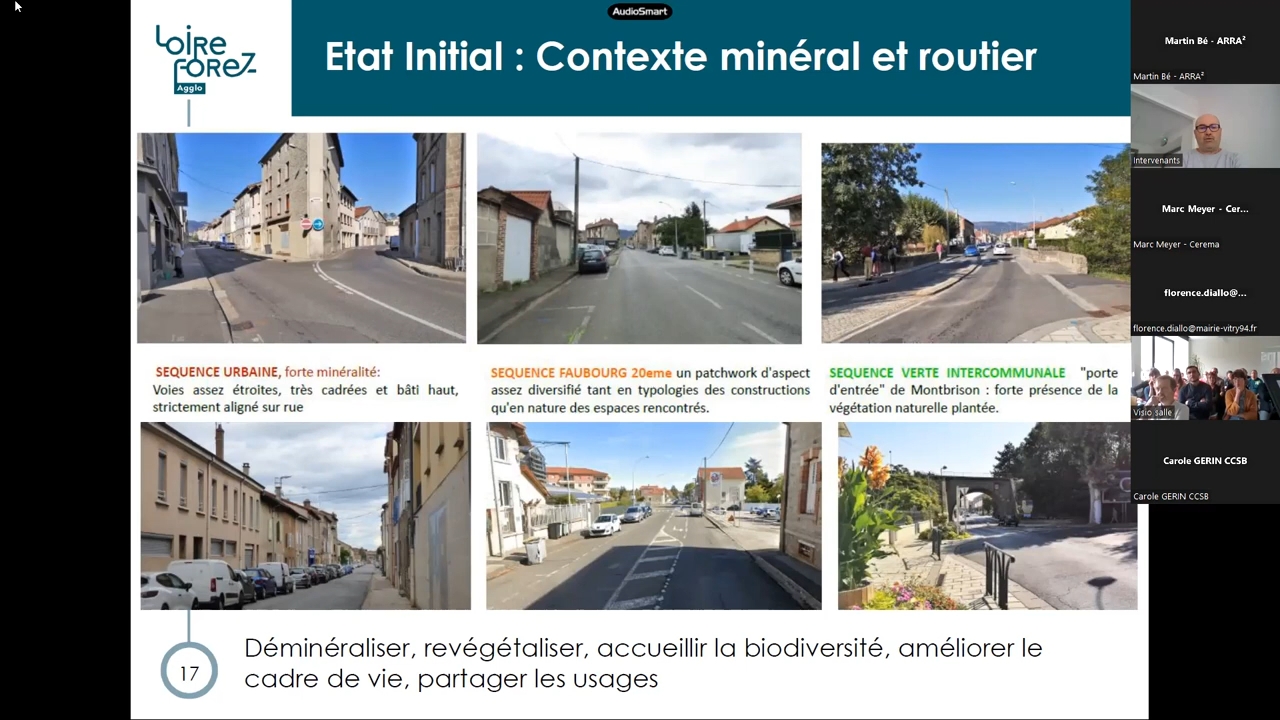 AudioSmart
Loire
Forez
Agglo
Etat Initial : Contexte minéral et routier
SEQUENCE URBAINE, forte minéralité:
Voies assez étroites, très cadrées et bâti haut,
strictement aligné sur rue
SEQUENCE FAUBOURG 20eme un patchwork d'aspect
assez diversifié tant en typologies des constructions
qu'en nature des espaces rencontrés.
SEQUENCE VERTE INTERCOMMUNALE "porte
d'entrée" de Montbrison : forte présence de la
végétation naturelle plantée.
17
Déminéraliser, revégétaliser, accueillir la biodiversité, améliorer le
cadre de vie, partager les usages
Martin Bé - ARRA²
Martin Bé - ARRA²
Intervenants
Marc Meyer - Cer...
Marc Meyer - Cerema
florence.diallo@...
florence.diallo@mairie-vitry94.fr
Visio salle
Carole GERIN CCSB
Carole GERIN CCSB